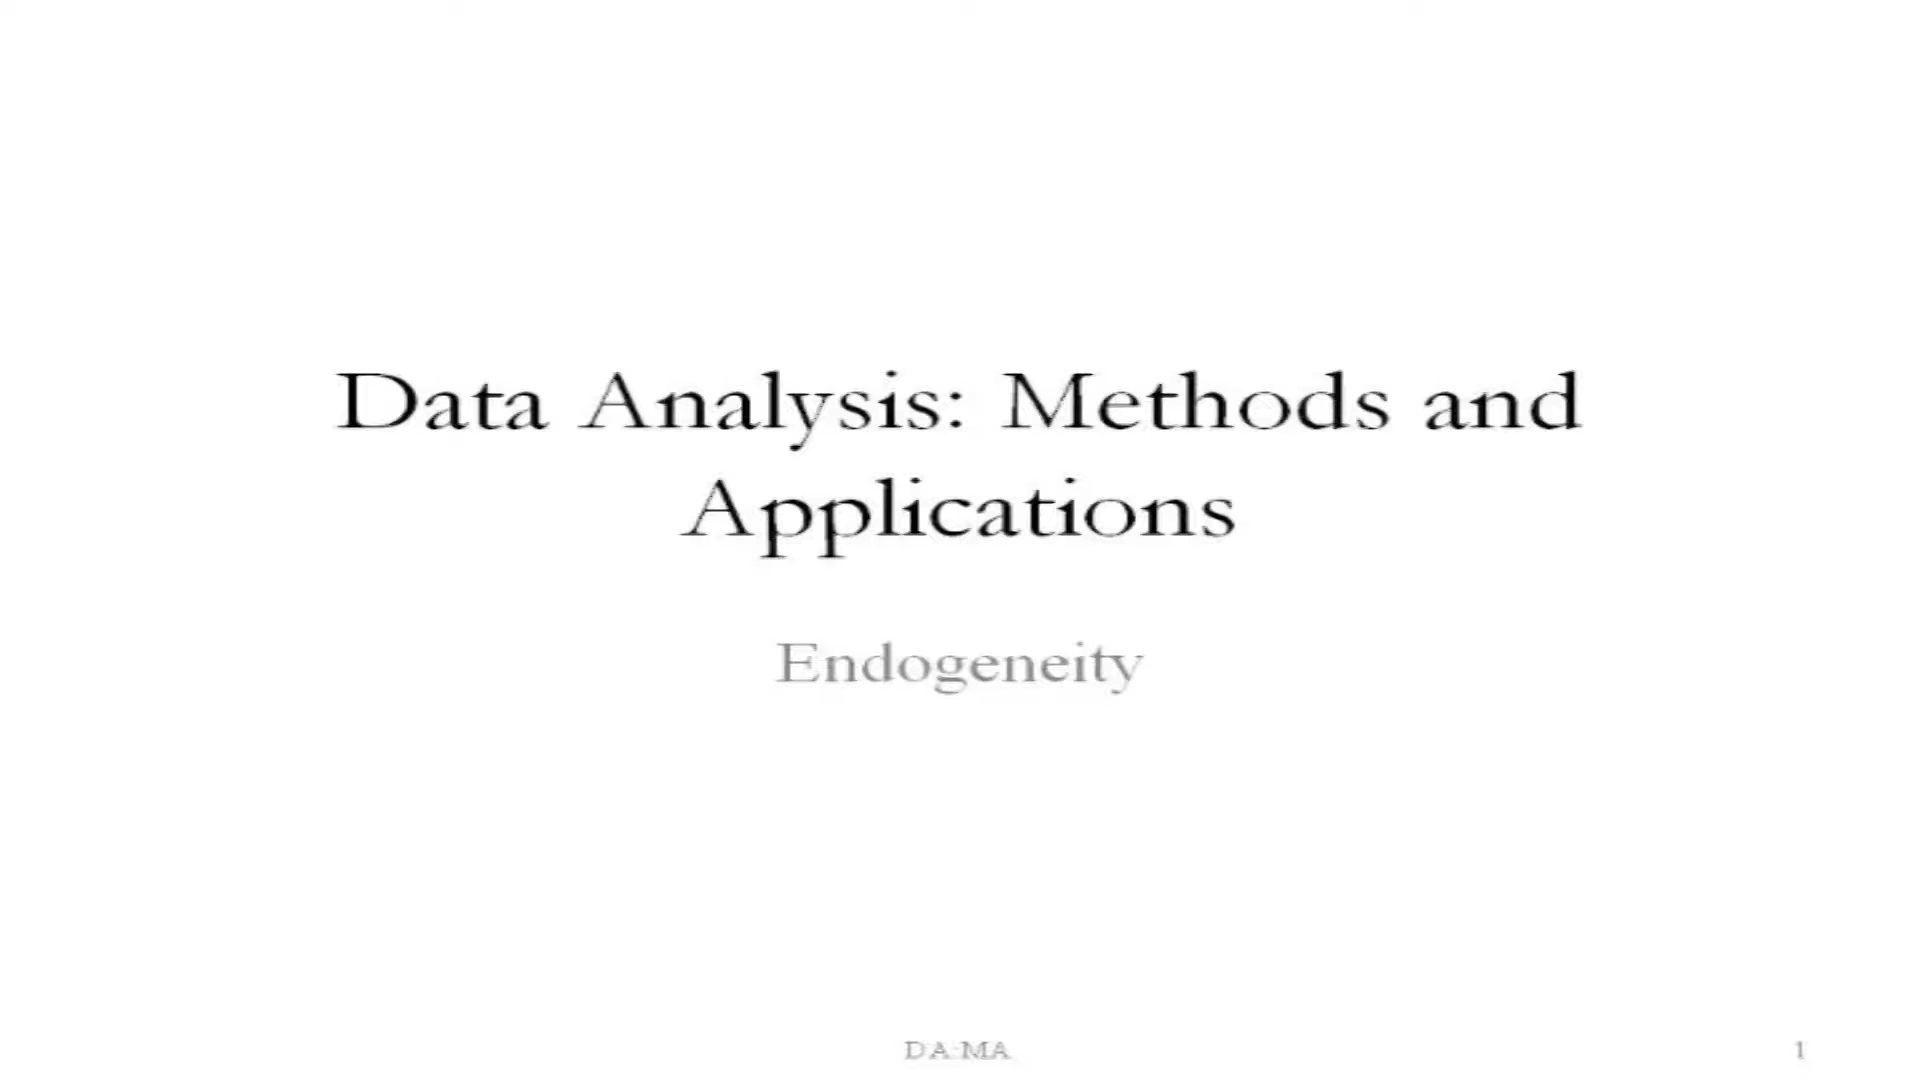 Data Analysis: Methods and
Applications
Endogeneity
DA:MA
1